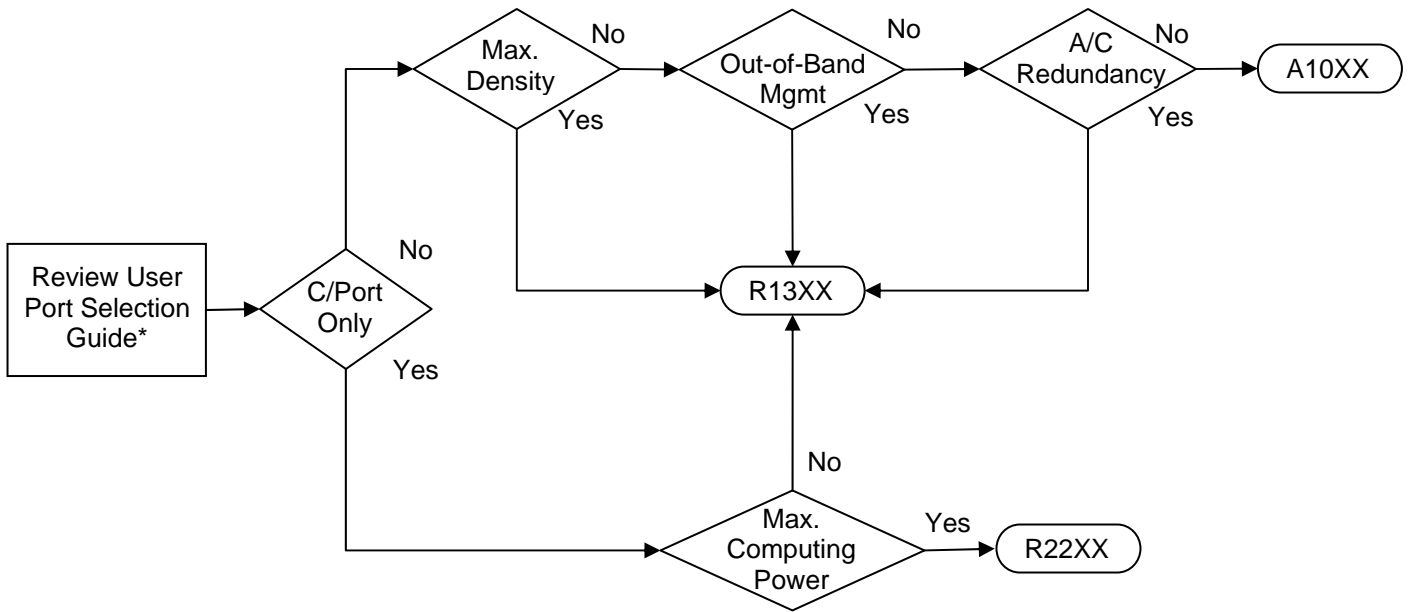 Max.
Density
No
Yes
Out-of-Band
Mgmt
No
Yes
A/C
Redundancy
No
Yes
A10XX
Review User
Port Selection
Guide*
C/Port
Only
No
Yes
R13XX
No
Max.
Computing
Power
Yes
R22XX